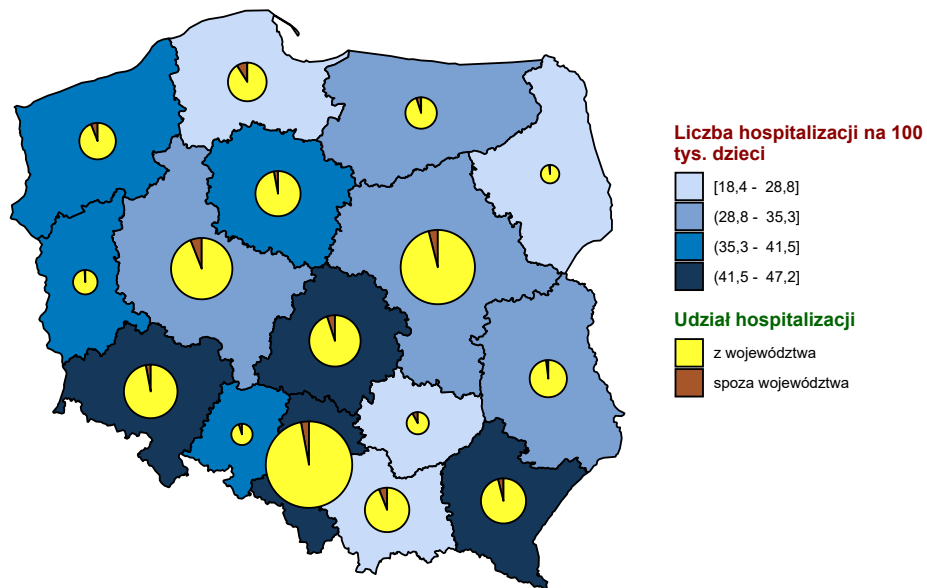 Liczba hospitalizacji na 100
tys. dzieci
[18,4 - 28,8]
(28,8 - 35,3]
(35,3 - 41,5]
(41,5 - 47,2]
Udział hospitalizacji
z województwa
spoza województwa